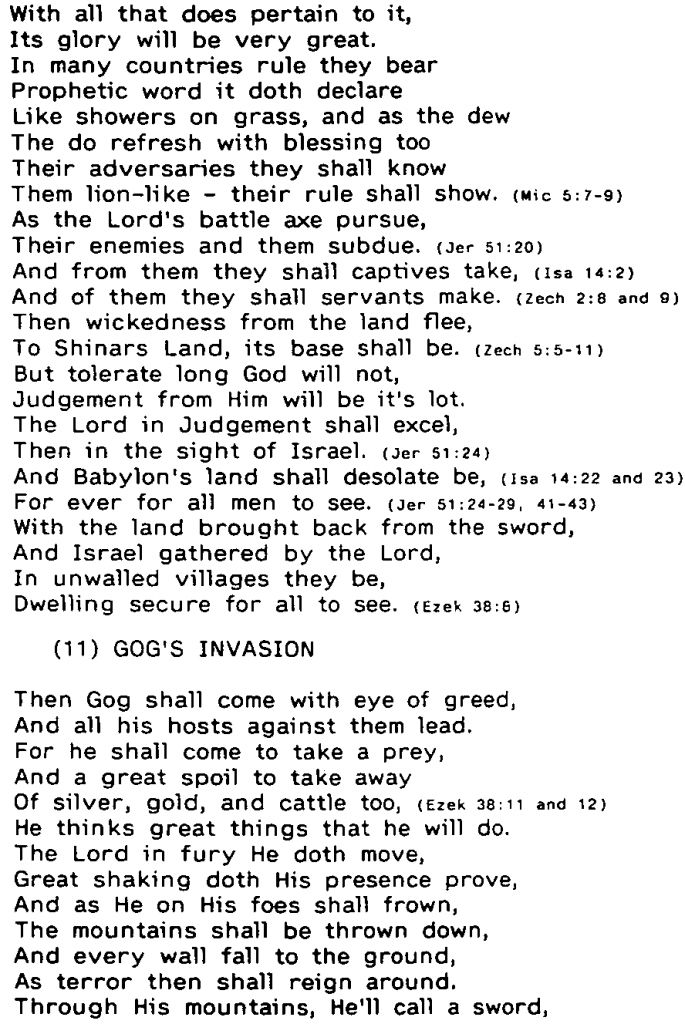 With all that does pertain to it,
Its glory will be very great.
In many countries rule they bear
Prophetic word it doth declare
Like showers on grass, and as the dew
The do refresh with blessing too
Their adversaries they shall know
Them lion-like - their rule shall show. (Mic 5:7-9)
As the Lord's battle axe pursue,
Their enemies and them subdue. (Jer 51:20)
And from them they shall captives take, (Isa 14:2)
And of them they shall servants make. (Zech 2:8 and 9)
Then wickedness from the land flee,
To Shinars Land, its base shall be. (Zech 5:5-11)
But tolerate long God will not,
Judgement from Him will be it's lot.
The Lord in Judgement shall excel,
Then in the sight of Israel. (Jer 51:24)
And Babylon's land shall desolate be, (Isa 14:22 and 23)
For ever for all men to see. (Jer 51:24-29, 41-43)
With the land brought back from the sword,
And Israel gathered by the Lord,
In unwalled villages they be,
Dwelling secure for all to see. (Ezek 38:8)
(11) GOG'S INVASION
Then Gog shall come with eye of greed,
And all his hosts against them lead.
For he shall come to take a prey,
And a great spoil to take away
Of silver, gold, and cattle too, (Ezek 38:11 and 12)
He thinks great things that he will do.
The Lord in fury He doth move,
Great shaking doth His presence prove,
And as He on His foes shall frown,
The mountains shall be thrown down,
And every wall fall to the ground,
As terror then shall reign around.
Through His mountains, He'll call a sword,